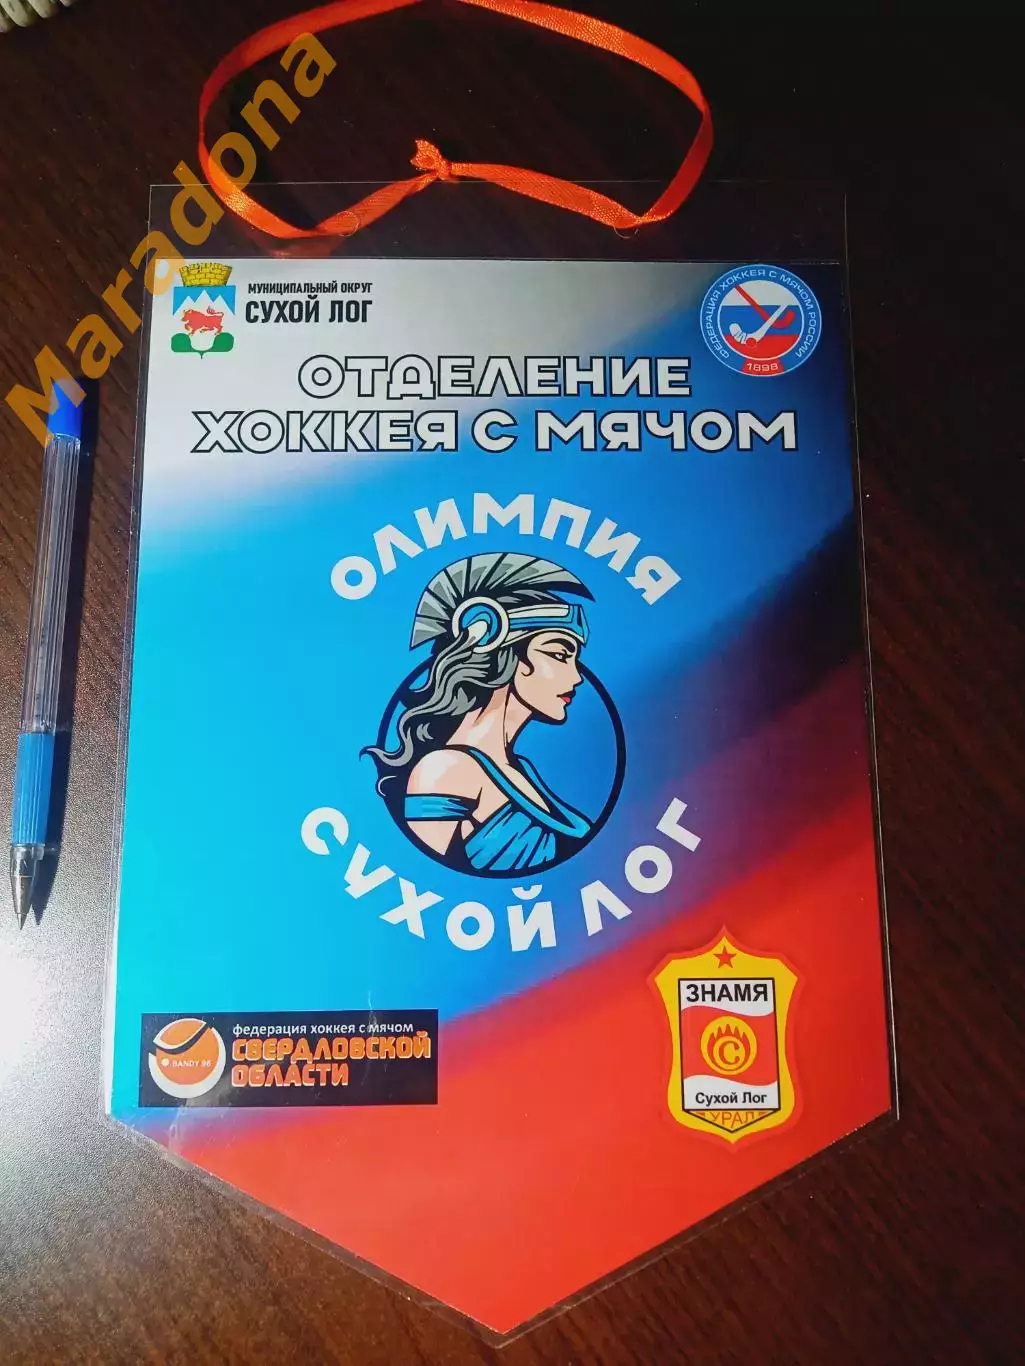 Maradona
МУНИЦИПАЛЬНЫЙ ОКРУГ
СУХОЙ ЛОГ
ФЕДЕРАЦИЯ ХОККЕЯ С МЯЧОМ РОССИИ
1898
ОТДЕЛЕНИЕ
ХОККЕЯ С МЯЧОМ
ОЛИМПИЯ
СУХОЙ ЛОГ
BANDY 96
федерация хоккея с мячом
СВЕРДЛОВСКОЙ
ОБЛАСТИ
ЗНАМЯ
С
Сухой Лог
УРАЛ